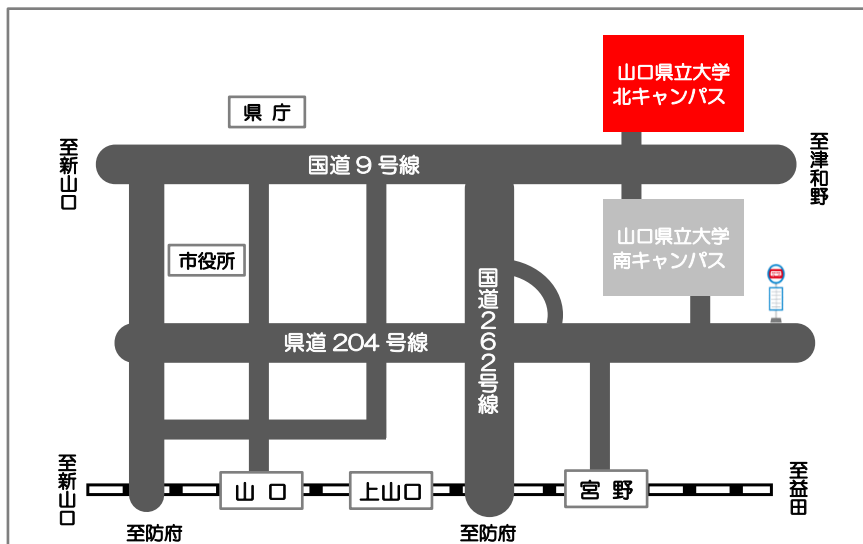 山口県立大学
北キャンパス
県 庁
至新山口
国道9号線
至津和野
山口県立大学
南キャンパス
市役所
国道262号線
県道204号線
至新山口
山 口
上山口
宮 野
至益田
至防府
至防府